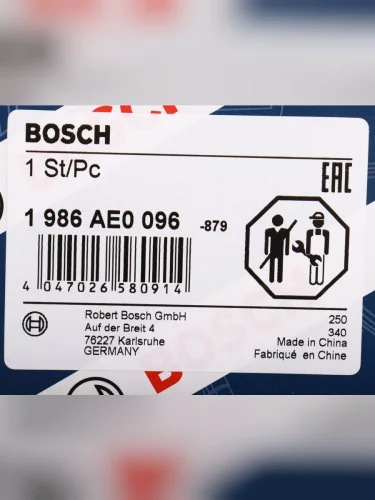 BOSCH
1 St/Pc
EAC
1 986 AE0 096 -879
4 047026 580914
Robert Bosch GmbH
Auf der Breit 4
76227 Karlsruhe
GERMANY
250
340
Made in China
Fabriqué en Chine